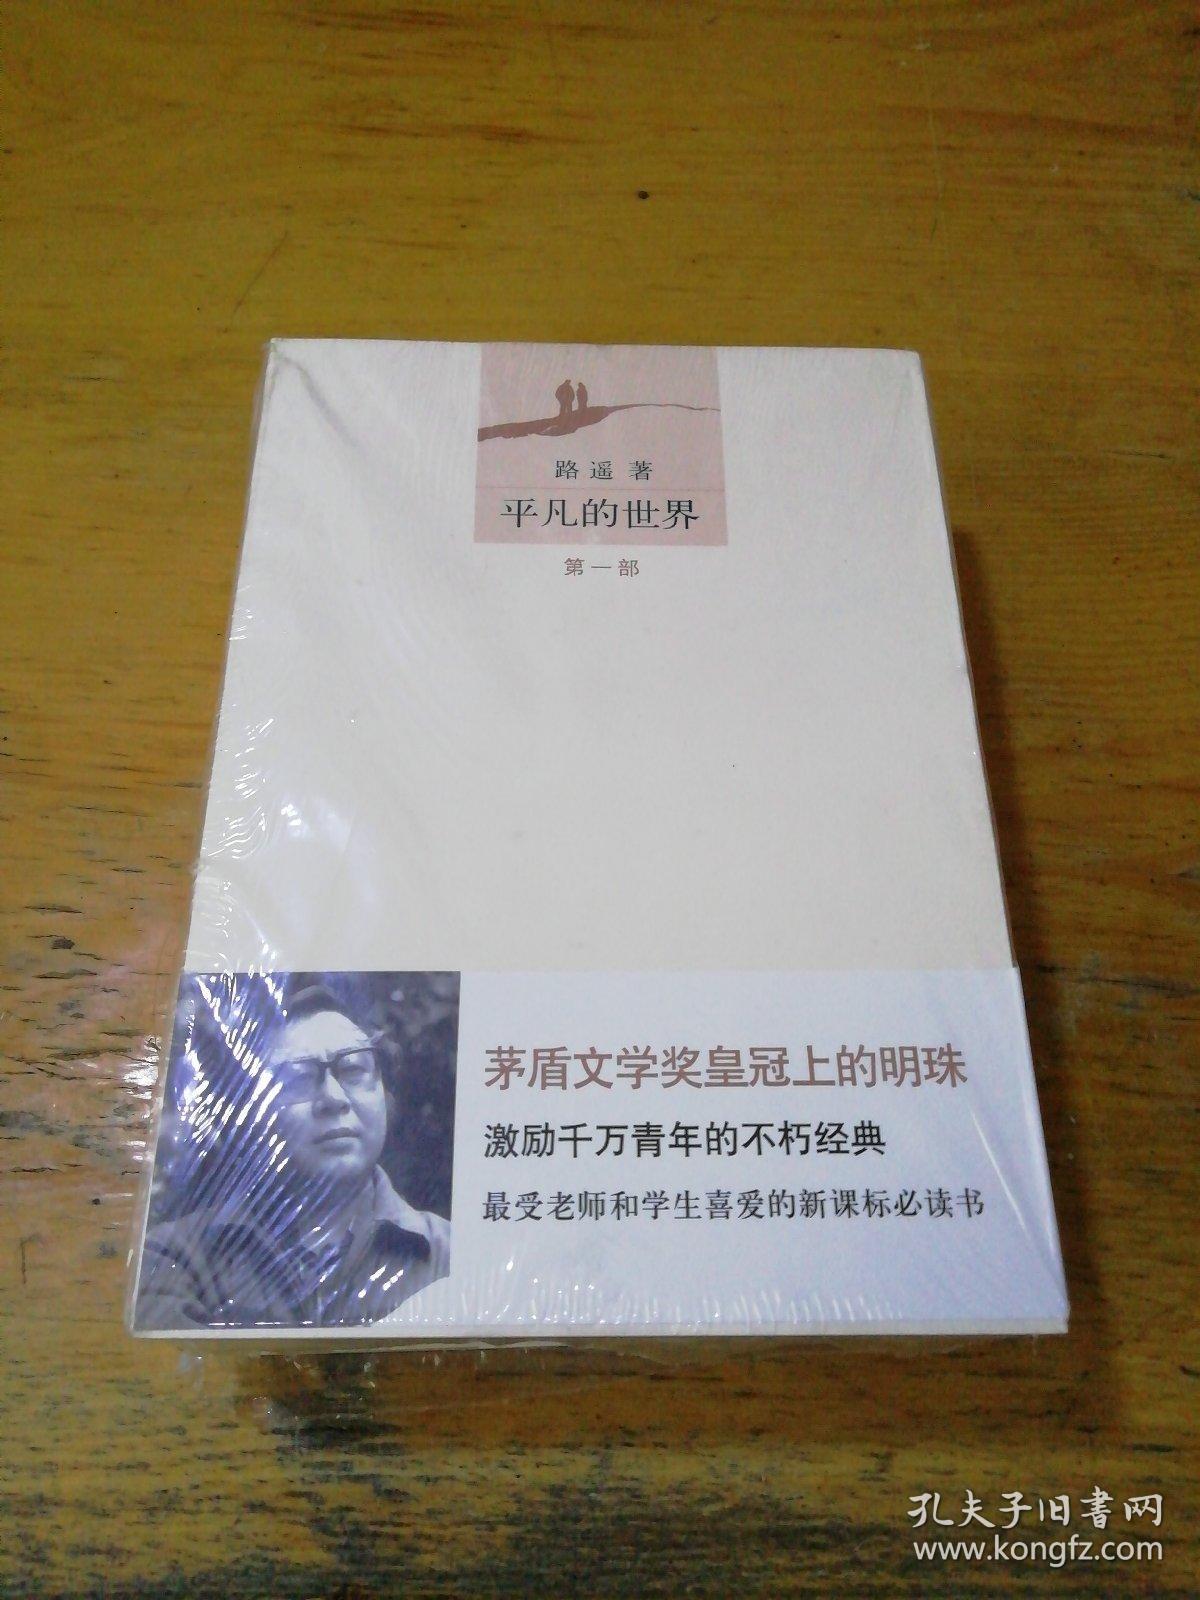 路遥 著
平凡的世界
第一部
茅盾文学奖皇冠上的明珠
激励千万青年的不朽经典
最受老师和学生喜爱的新课标必读书
孔夫子旧书网
www.kongfz.com